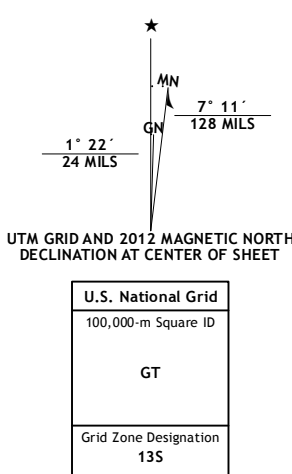 ★
MN
7° 11´
128 MILS
GN
1° 22´
24 MILS
UTM GRID AND 2012 MAGNETIC NORTH
DECLINATION AT CENTER OF SHEET
U.S. National Grid
100,000-m Square ID
GT
Grid Zone Designation
13S